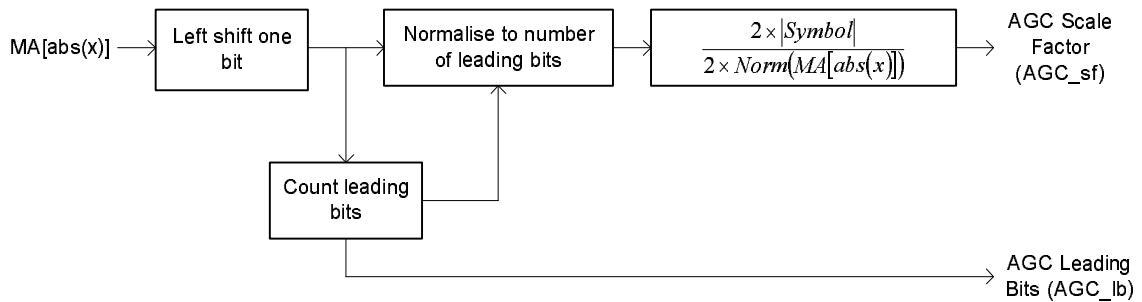 MA[abs(x)]
Left shift one
bit
Normalise to number
of leading bits
2×|Symbol|
2×Norm(MA[abs(x)])
AGC Scale
Factor
(AGC_sf)
Count leading
bits
AGC Leading
Bits (AGC_lb)